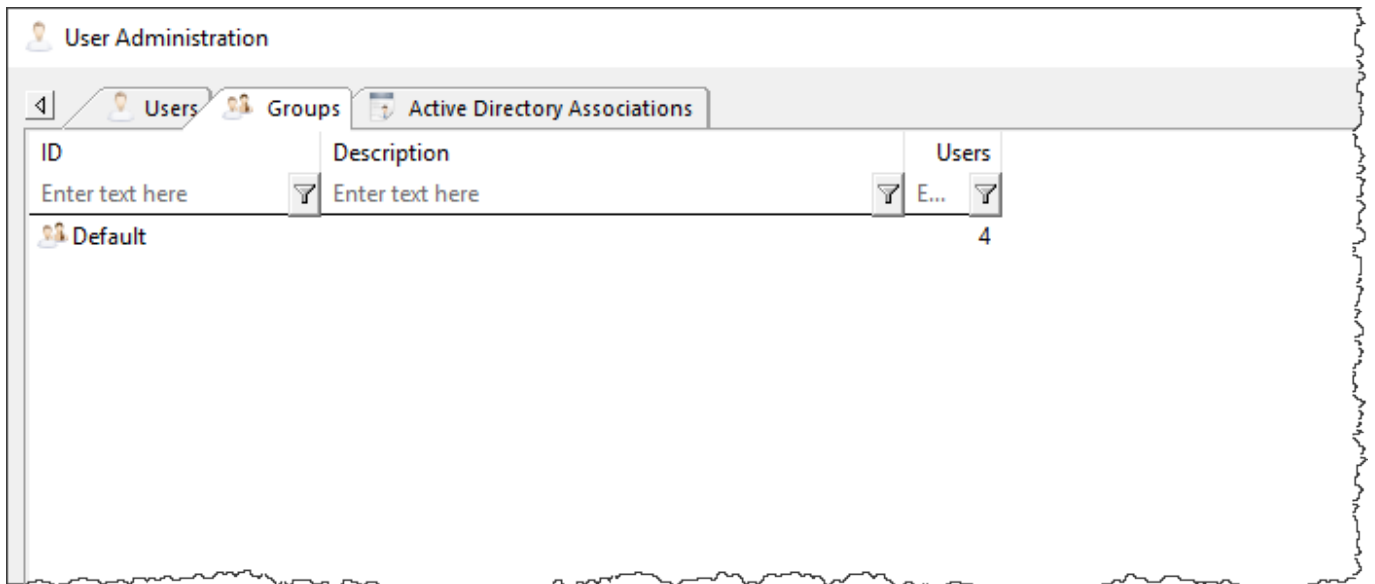 User Administration
Users Groups Active Directory Associations
ID Description Users
Enter text here Enter text here E...
Default 4